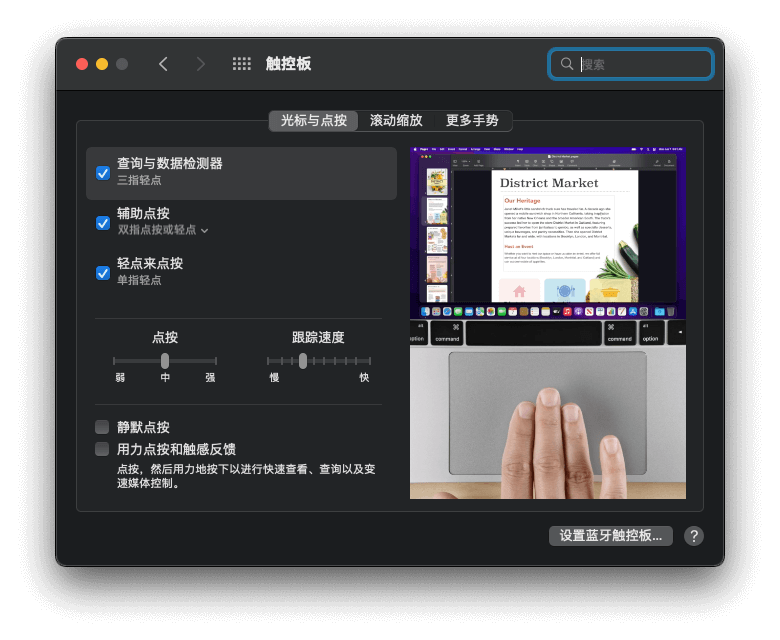 触控板
搜索
光标与点按
滚动缩放
更多手势
查询与数据检测器
三指轻点
辅助点按
双指点按或轻点
轻点来点按
单指轻点
点按
跟踪速度
弱
中
强
慢
快
静默点按
用力点按和触感反馈
点按，然后用力地按下以进行快速查看、查询以及变
速媒体控制。
District Market
Our Heritage
Host an Event
⌘
⌘
alt
option
command
command
option
设置蓝牙触控板...
?